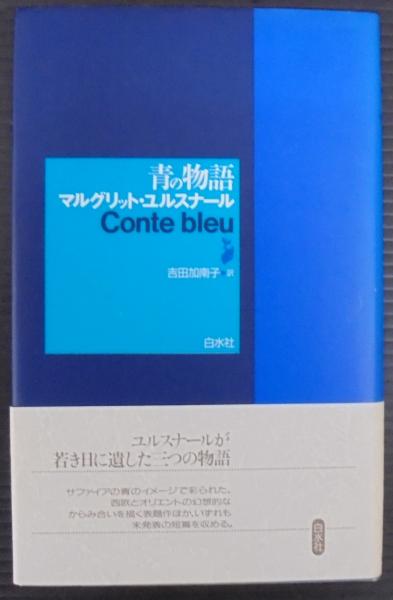 青の物語
マルグリット・ユルスナール
Conte bleu
吉田加南子・訳
白水社
ユルスナールが
若き日に遺した三つの物語
サファイアの青のイメージで彩られた、
西欧とオリエントの幻想的な
からみ合いを描く表題作ほか、いずれも
未発表の短篇を収める。
白水社